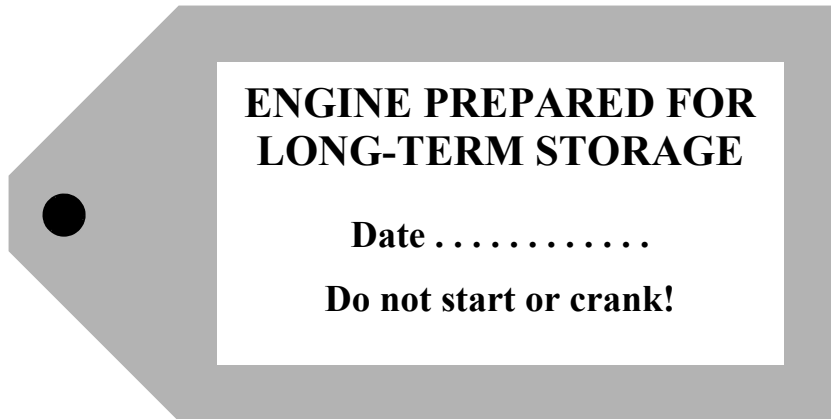 ENGINE PREPARED FOR
LONG-TERM STORAGE
Date . . . . . . . . . . . .
Do not start or crank!